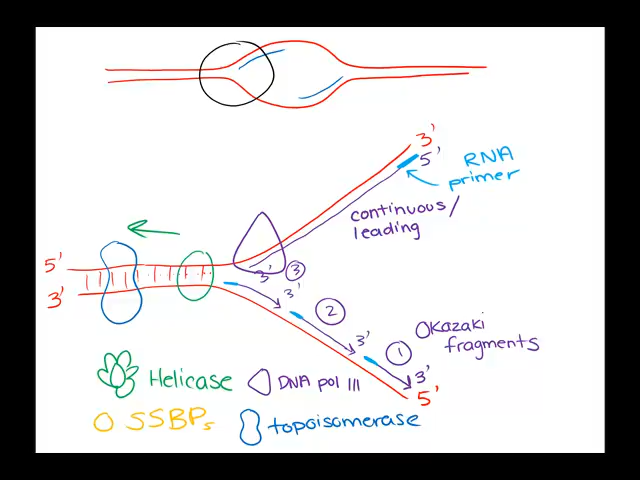 3'
5'
RNA
primer
continuous/
leading
5'
3'
3'
3
3'
2
3'
1
Okazaki
fragments
3'
5'
Helicase
DNA pol III
SSBPs
topoisomerase